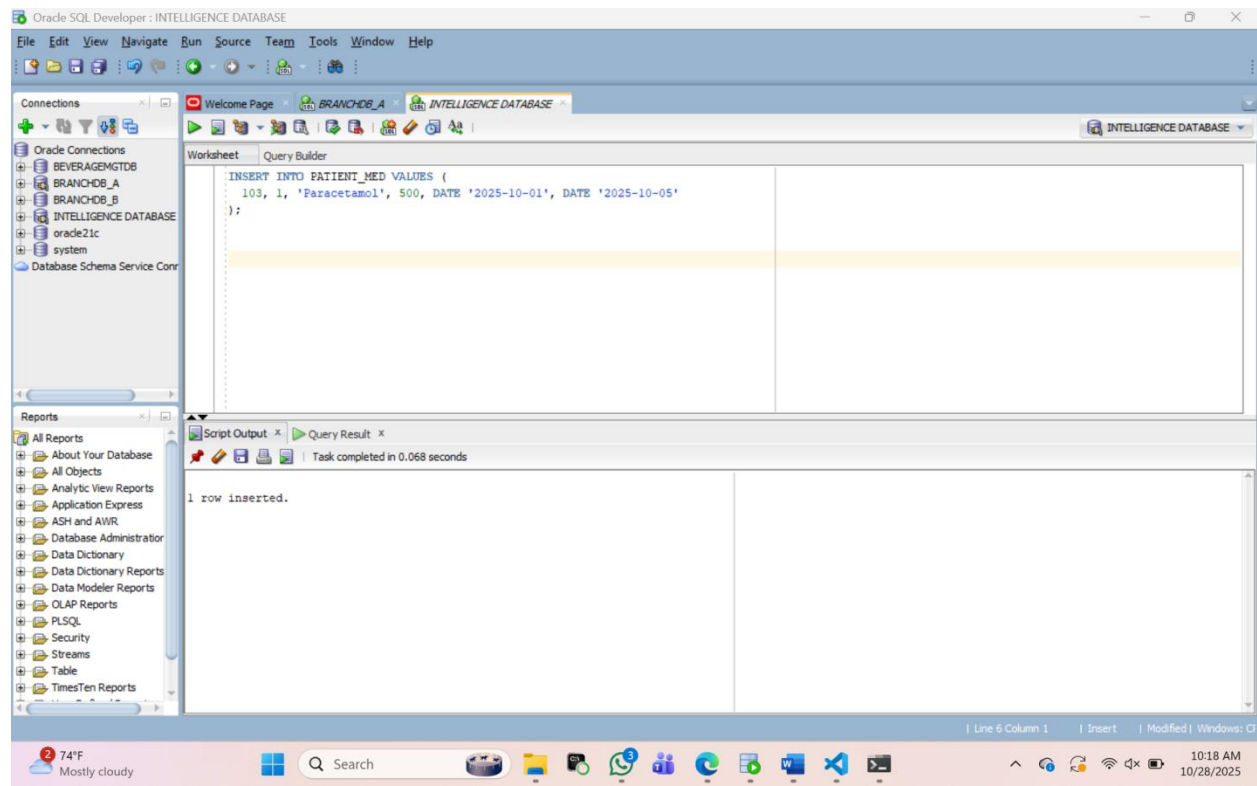 Oracle SQL Developer : INTELLIGENCE DATABASE
File Edit View Navigate Run Source Team Tools Window Help
Connections
Welcome Page
BRANCHDB_A
INTELLIGENCE DATABASE
INTELLIGENCE DATABASE
Oracle Connections
BEVERAGEMGTDB
BRANCHDB_A
BRANCHDB_B
INTELLIGENCE DATABASE
oracle21c
system
Database Schema Service Conr
Worksheet Query Builder
INSERT INTO PATIENT_MED VALUES (
103, 1, 'Paracetamol', 500, DATE '2025-10-01', DATE '2025-10-05'
);
Reports
All Reports
About Your Database
All Objects
Analytic View Reports
Application Express
ASH and AWR
Database Administration
Data Dictionary
Data Dictionary Reports
Data Modeler Reports
OLAP Reports
PLSQL
Security
Streams
Table
TimesTen Reports
Script Output x Query Result x
Task completed in 0.068 seconds
1 row inserted.
| Line 6 Column 1 | Insert | Modified | Windows: C
2
74°F
Mostly cloudy
Search
3
10:18 AM
10/28/2025